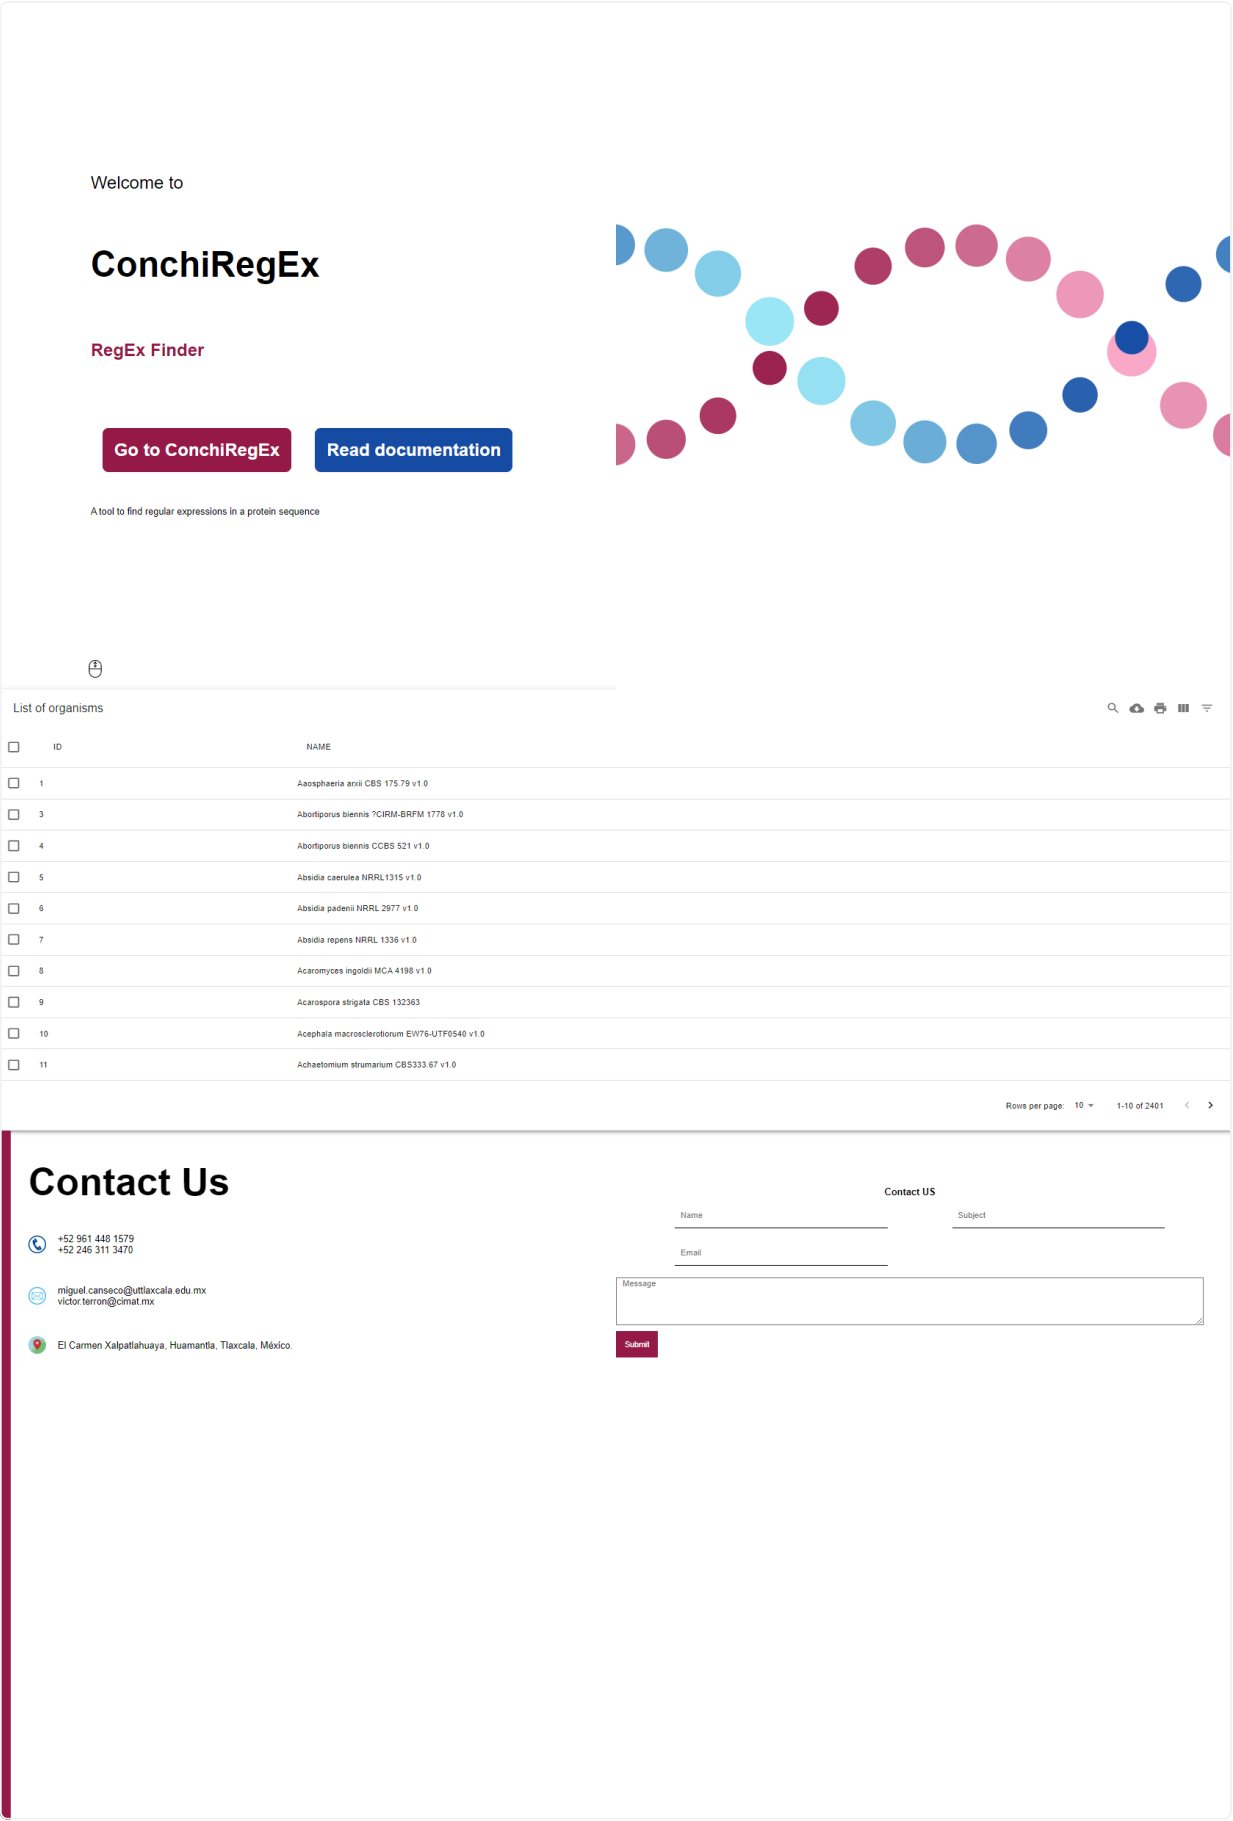 Welcome to
ConchiRegEx
RegEx Finder
Go to ConchiRegEx
Read documentation
A tool to find regular expressions in a protein sequence
List of organisms
ID NAME
1 Aaosphaeria arxii CBS 175.79 v1.0
3 Abortiporus biennis ?CIRM-BRFM 1778 v1.0
4 Abortiporus biennis CCBS 521 v1.0
5 Absidia caerulea NRRL1315 v1.0
6 Absidia padenii NRRL 2977 v1.0
7 Absidia repens NRRL 1336 v1.0
8 Acaromyces ingoldii MCA 4198 v1.0
9 Acarospora strigata CBS 132363
10 Acephala macrosclerotiorum EW76-UTF0540 v1.0
11 Achaetomium strumarium CBS333.67 v1.0
Rows per page: 10 1-10 of 2401
Contact Us
+52 961 448 1579
+52 246 311 3470
miguel.canseco@uttlaxcala.edu.mx
victor.terron@cimat.mx
El Carmen Xalpatlahuaya, Huamantla, Tlaxcala, México.
Contact US
Name
Subject
Email
Message
Submit